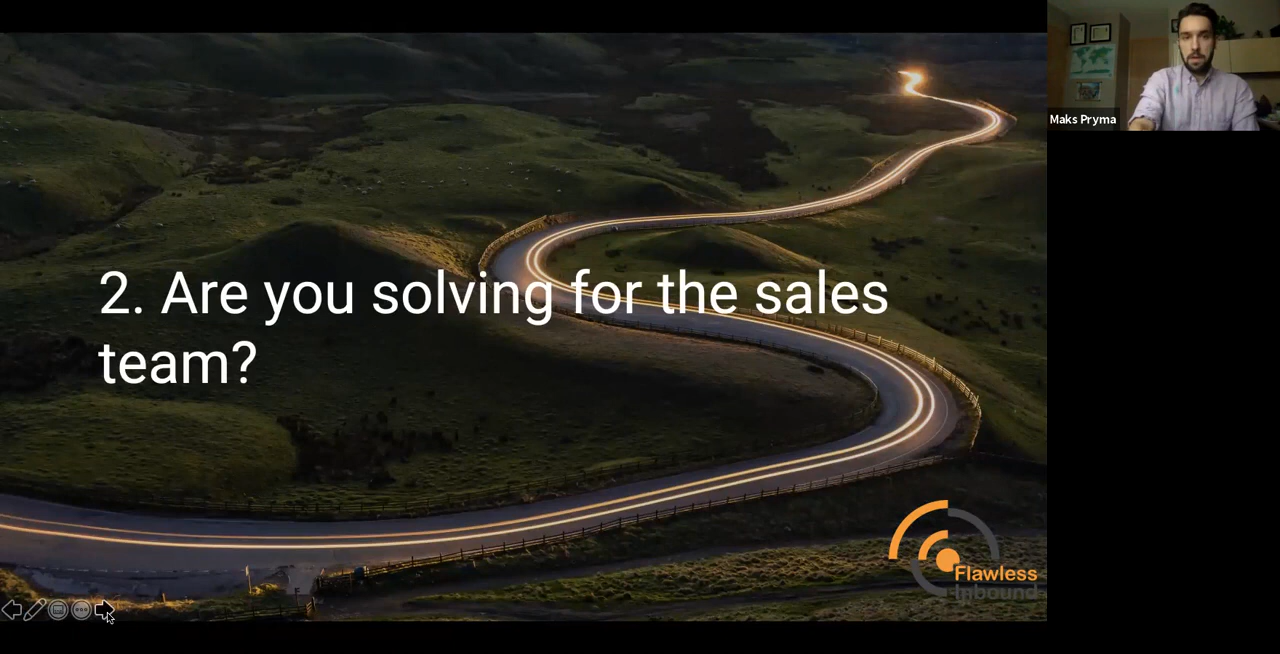 2. Are you solving for the sales
team?
Maks Pryma
Flawless
Inbound